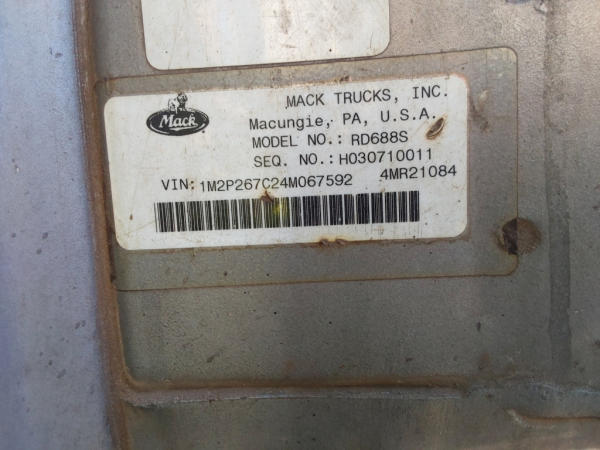 Mack
MACK TRUCKS, INC.
Macungie, PA, U.S.A.
MODEL NO.: RD688S
SEQ. NO.: H030710011
VIN: 1M2P267C24M067592 4MR21084